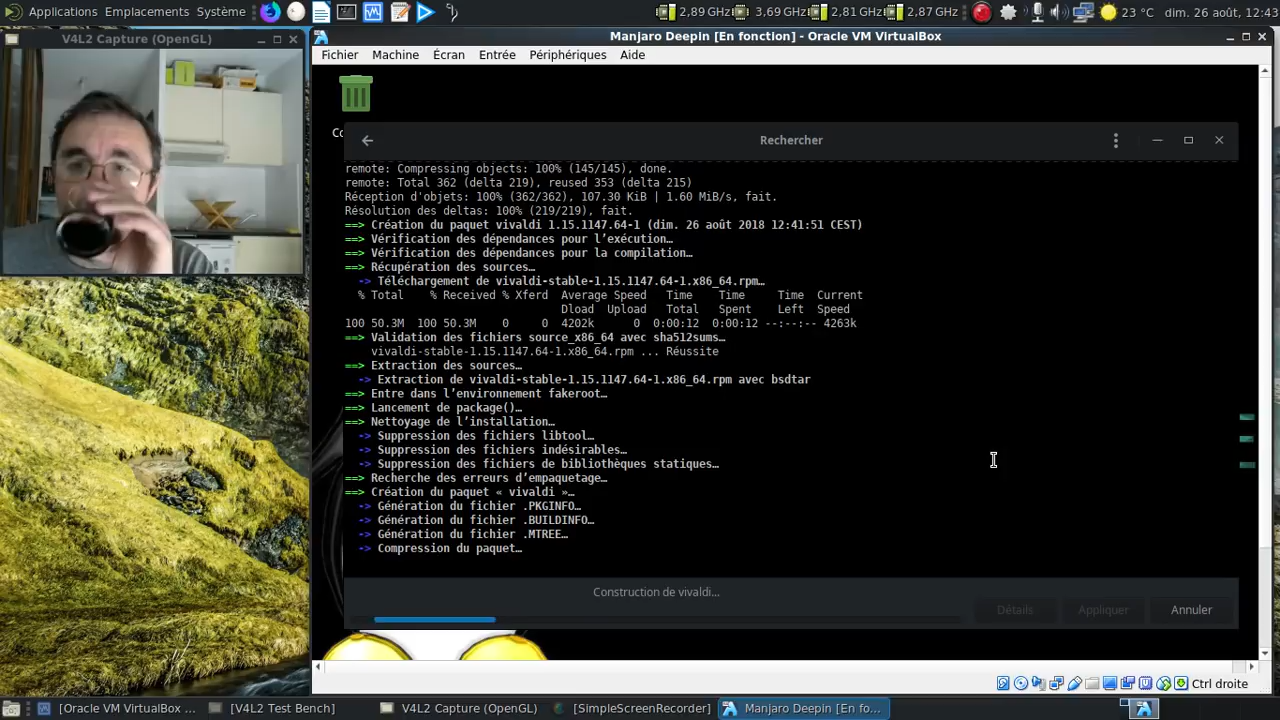 Applications Emplacements Système
2,89 GHz 3,69 GHz 2,81 GHz 2,87 GHz 23 °C dim. 26 août, 12:43
V4L2 Capture (OpenGL)
Manjaro Deepin [En fonction] - Oracle VM VirtualBox
Fichier Machine Écran Entrée Périphériques Aide
Co
Rechercher
remote: Compressing objects: 100% (145/145), done.
remote: Total 362 (delta 219), reused 353 (delta 215)
Réception d'objets: 100% (362/362), 107.30 KiB | 1.60 MiB/s, fait.
Résolution des deltas: 100% (219/219), fait.
==> Création du paquet vivaldi 1.15.1147.64-1 (dim. 26 août 2018 12:41:51 CEST)
==> Vérification des dépendances pour l’exécution…
==> Vérification des dépendances pour la compilation…
==> Récupération des sources…
-> Téléchargement de vivaldi-stable-1.15.1147.64-1.x86_64.rpm…
% Total % Received % Xferd Average Speed Time Time Time Current
Dload Upload Total Spent Left Speed
100 50.3M 100 50.3M 0 0 4202k 0 0:00:12 0:00:12 --:--:-- 4263k
==> Validation des fichiers source_x86_64 avec sha512sums…
vivaldi-stable-1.15.1147.64-1.x86_64.rpm ... Réussite
==> Extraction des sources…
-> Extraction de vivaldi-stable-1.15.1147.64-1.x86_64.rpm avec bsdtar
==> Entre dans l’environnement fakeroot…
==> Lancement de package()…
==> Nettoyage de l’installation…
-> Suppression des fichiers libtool…
-> Suppression des fichiers indésirables…
-> Suppression des fichiers de bibliothèques statiques…
==> Recherche des erreurs d’empaquetage…
==> Création du paquet « vivaldi »…
-> Génération du fichier .PKGINFO…
-> Génération du fichier .BUILDINFO…
-> Génération du fichier .MTREE…
-> Compression du paquet…
Construction de vivaldi…
Détails Appliquer Annuler
Ctrl droite
[Oracle VM VirtualBox ... [V4L2 Test Bench] V4L2 Capture (OpenGL) [SimpleScreenRecorder] Manjaro Deepin [En fo...